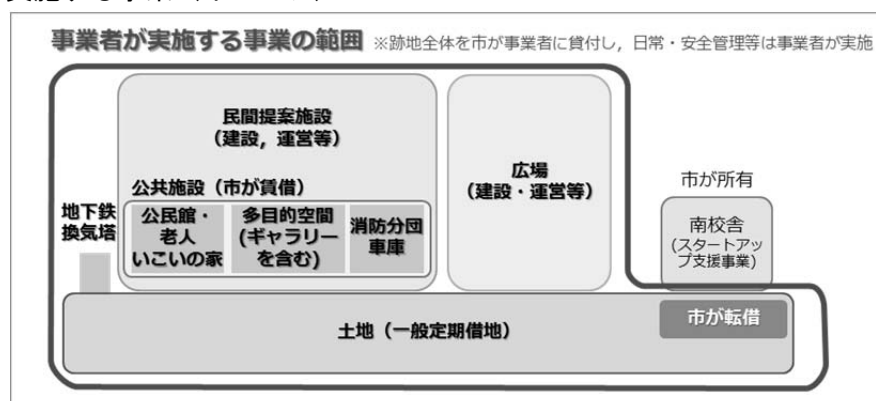 事業者が実施する事業の範囲 ※跡地全体を市が事業者に貸付し，日常・安全管理等は事業者が実施
民間提案施設
（建設，運営等）
広場
（建設・運営等）
市が所有
公共施設（市が賃借）
地下鉄
換気塔
公民館・
老人
いこいの家
多目的空間
(ギャラリー
を含む)
消防分団
車庫
南校舎
(スタートアッ
プ支援事業)
市が転借
土地（一般定期借地）